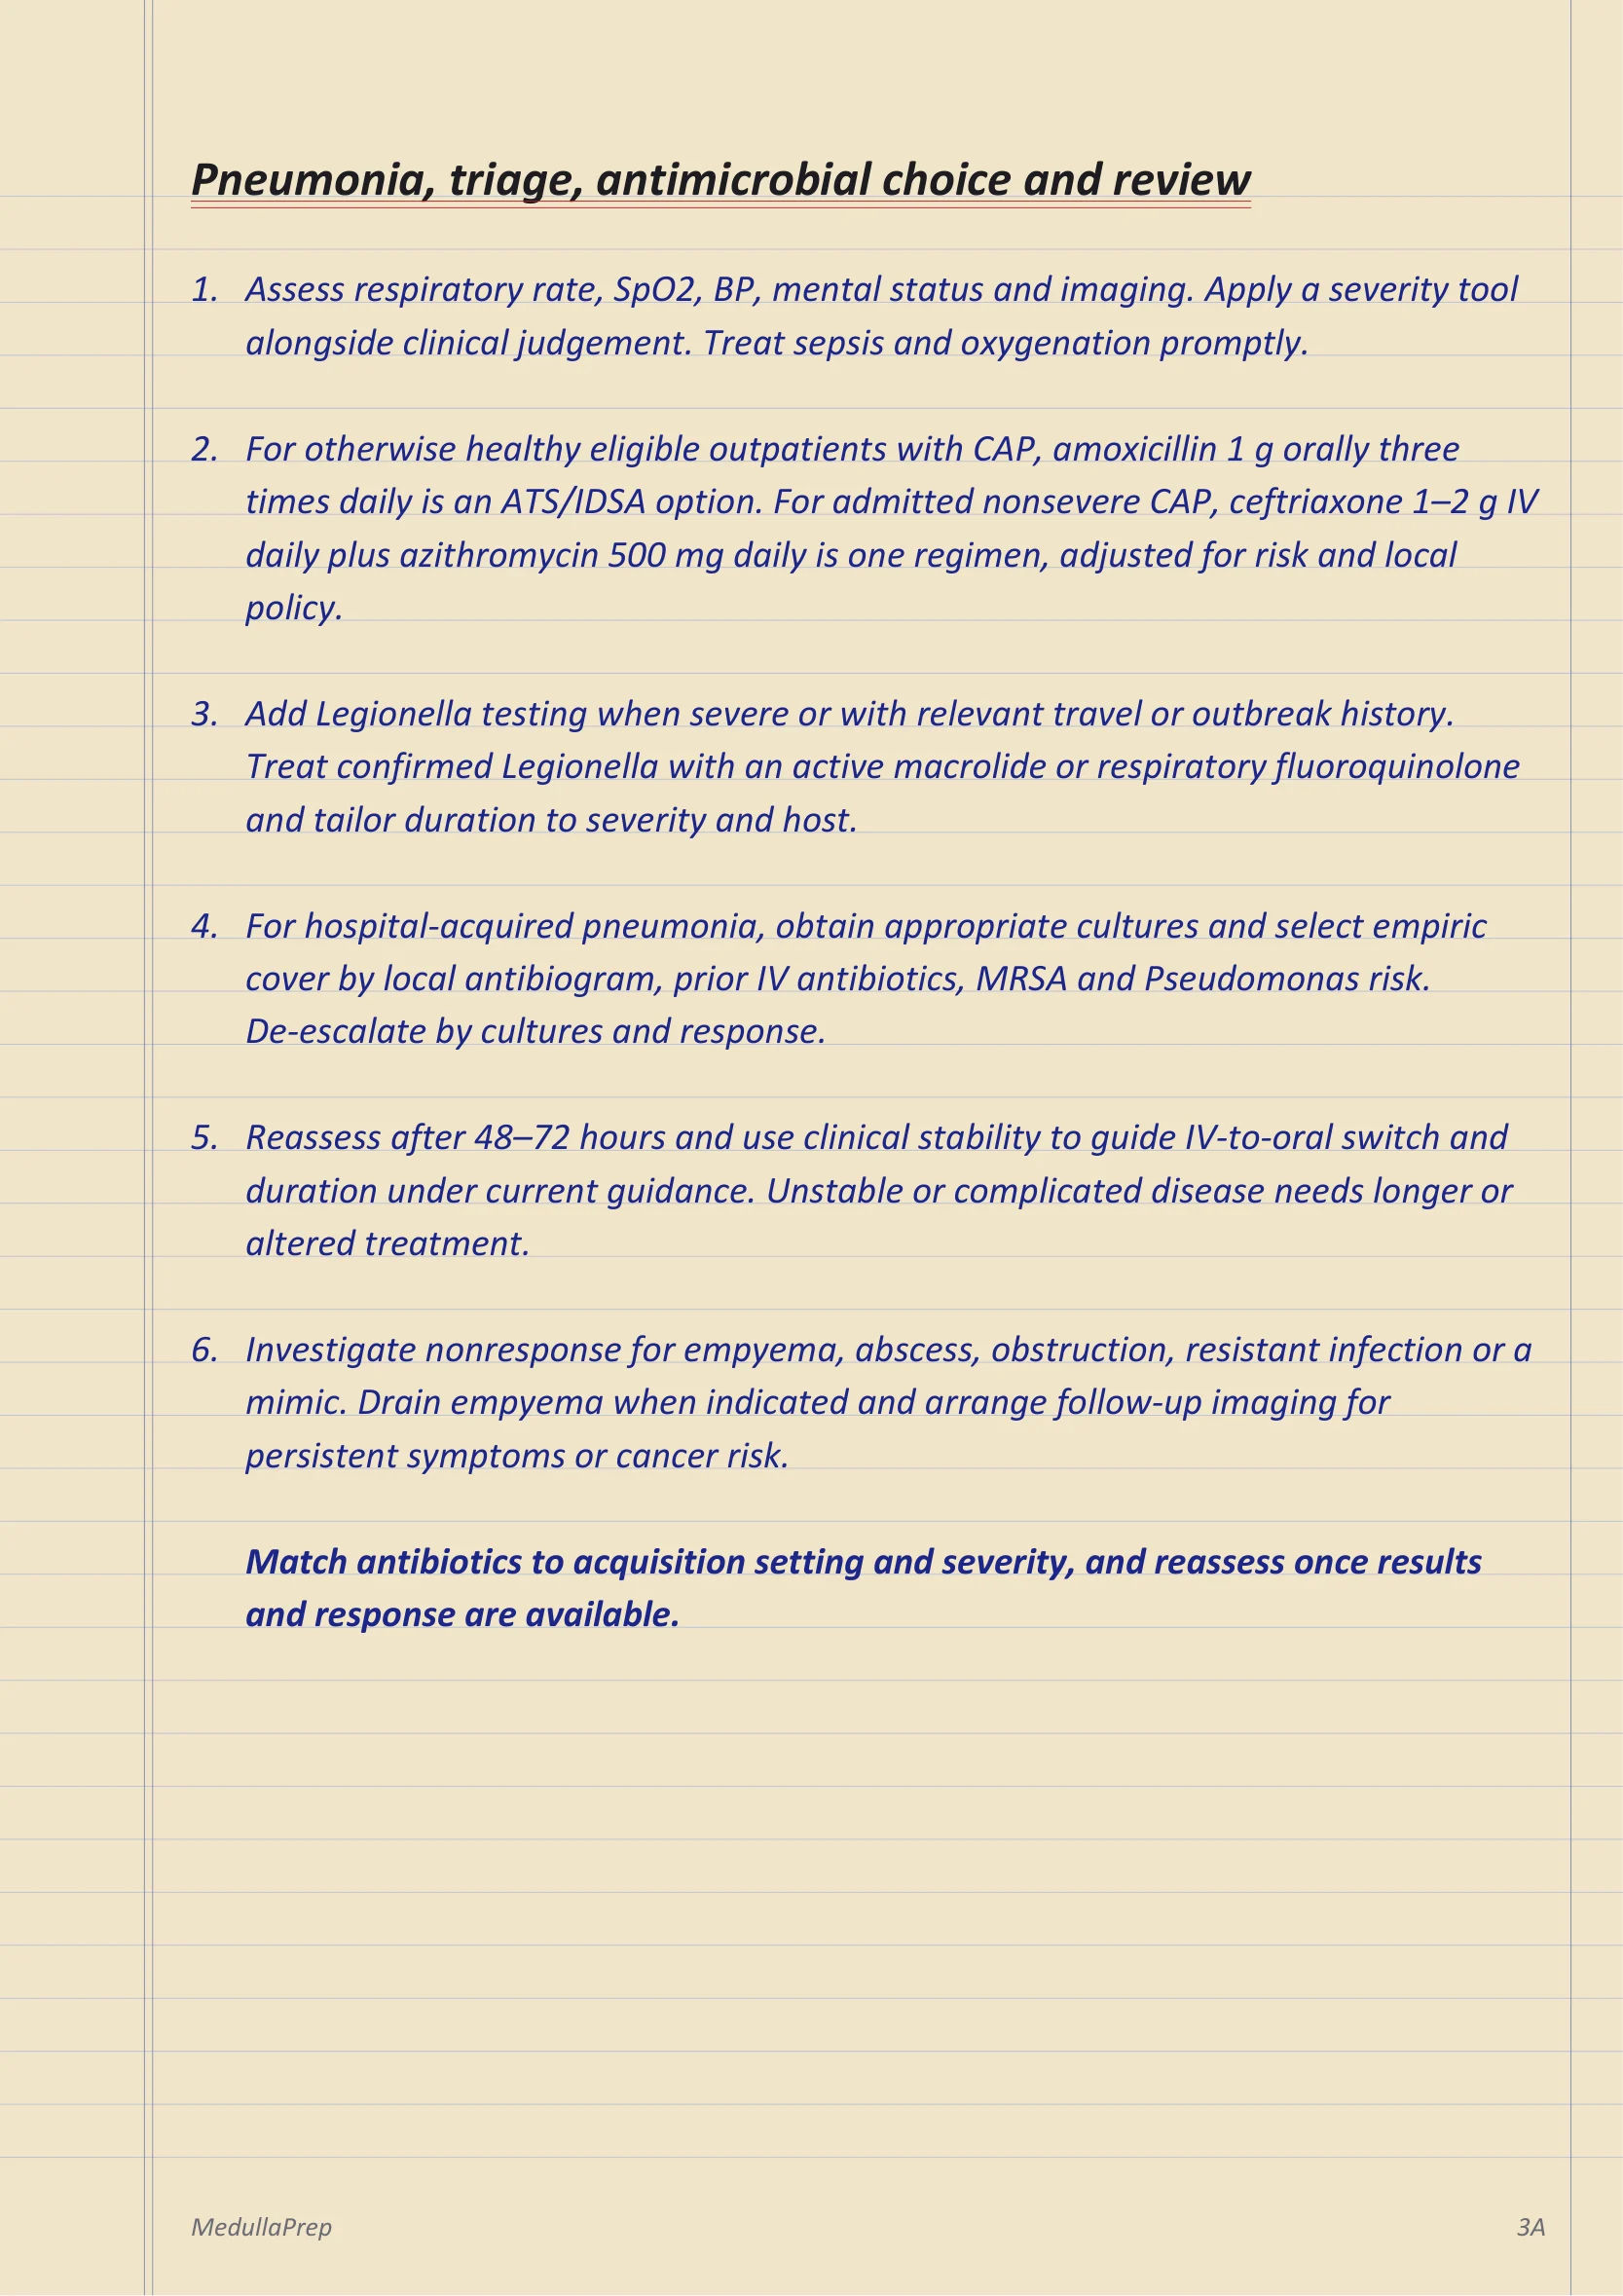 Pneumonia, triage, antimicrobial choice and review
1. Assess respiratory rate, SpO2, BP, mental status and imaging. Apply a severity tool
alongside clinical judgement. Treat sepsis and oxygenation promptly.
2. For otherwise healthy eligible outpatients with CAP, amoxicillin 1 g orally three
times daily is an ATS/IDSA option. For admitted nonsevere CAP, ceftriaxone 1–2 g IV
daily plus azithromycin 500 mg daily is one regimen, adjusted for risk and local
policy.
3. Add Legionella testing when severe or with relevant travel or outbreak history.
Treat confirmed Legionella with an active macrolide or respiratory fluoroquinolone
and tailor duration to severity and host.
4. For hospital-acquired pneumonia, obtain appropriate cultures and select empiric
cover by local antibiogram, prior IV antibiotics, MRSA and Pseudomonas risk.
De-escalate by cultures and response.
5. Reassess after 48–72 hours and use clinical stability to guide IV-to-oral switch and
duration under current guidance. Unstable or complicated disease needs longer or
altered treatment.
6. Investigate nonresponse for empyema, abscess, obstruction, resistant infection or a
mimic. Drain empyema when indicated and arrange follow-up imaging for
persistent symptoms or cancer risk.
Match antibiotics to acquisition setting and severity, and reassess once results
and response are available.
MedullaPrep
3A